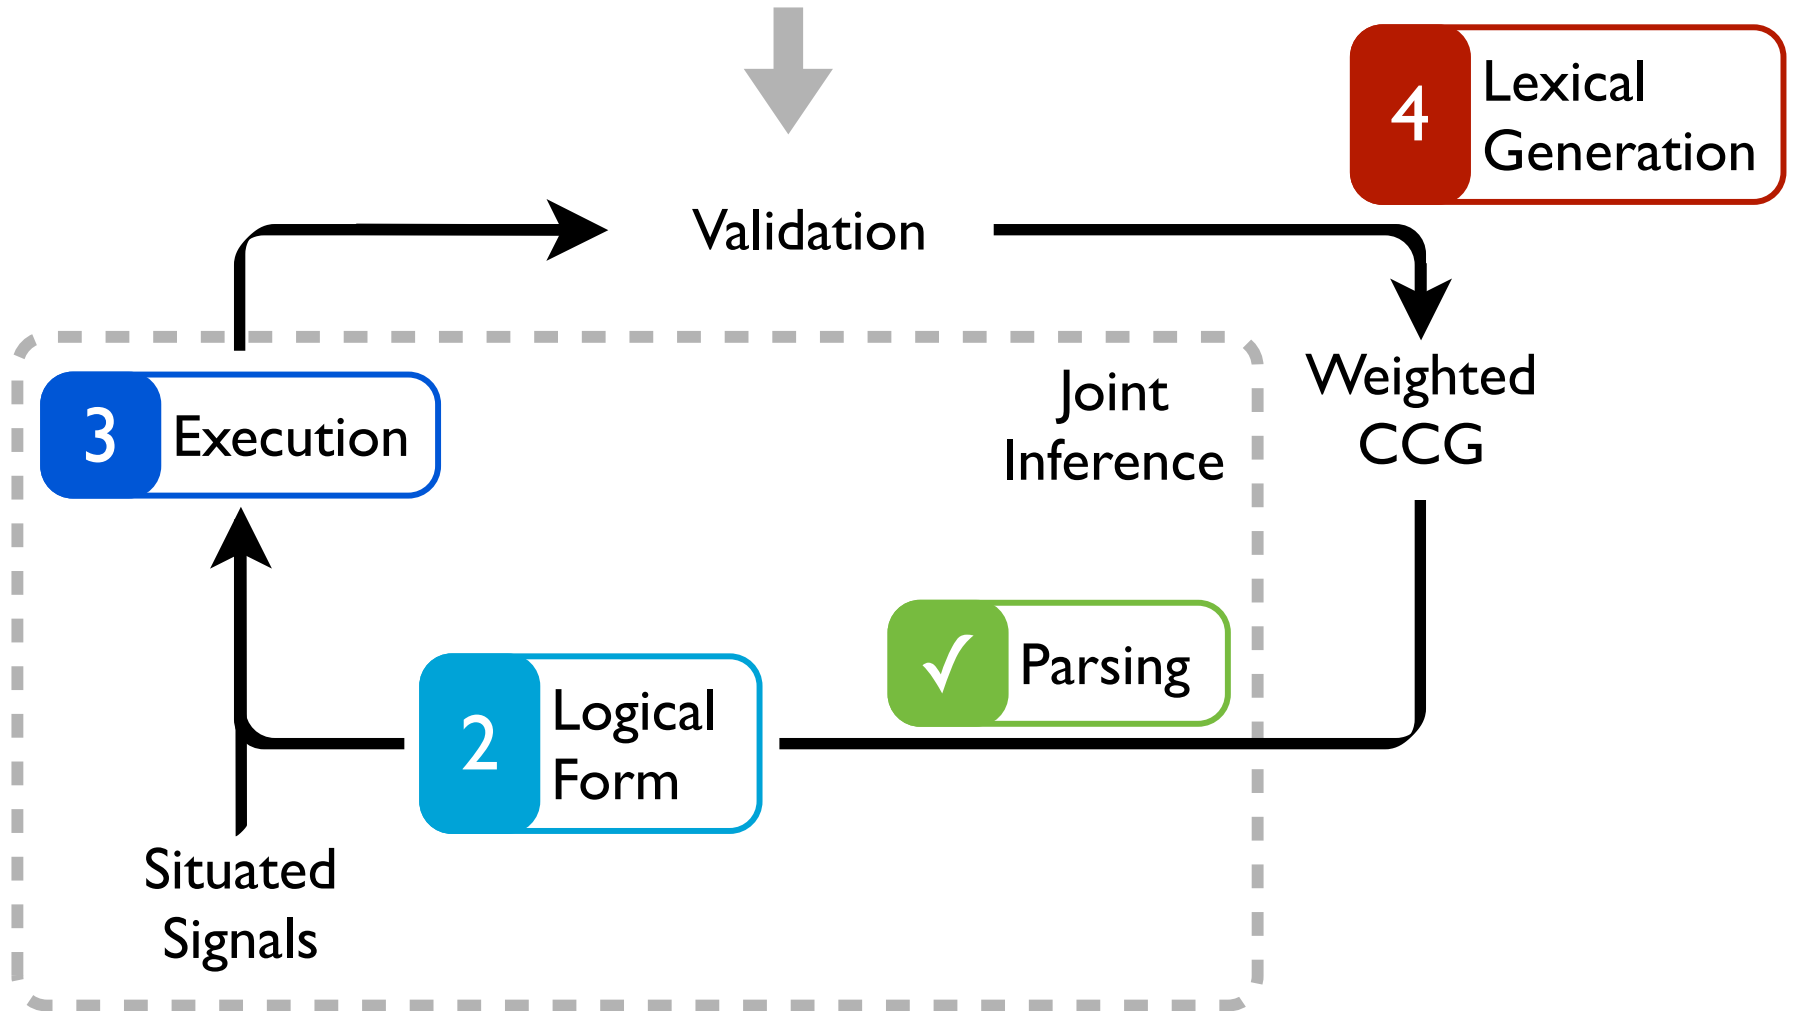 4
Lexical
Generation
Validation
3
Execution
Joint
Inference
Weighted
CCG
✓
Parsing
2
Logical
Form
Situated
Signals